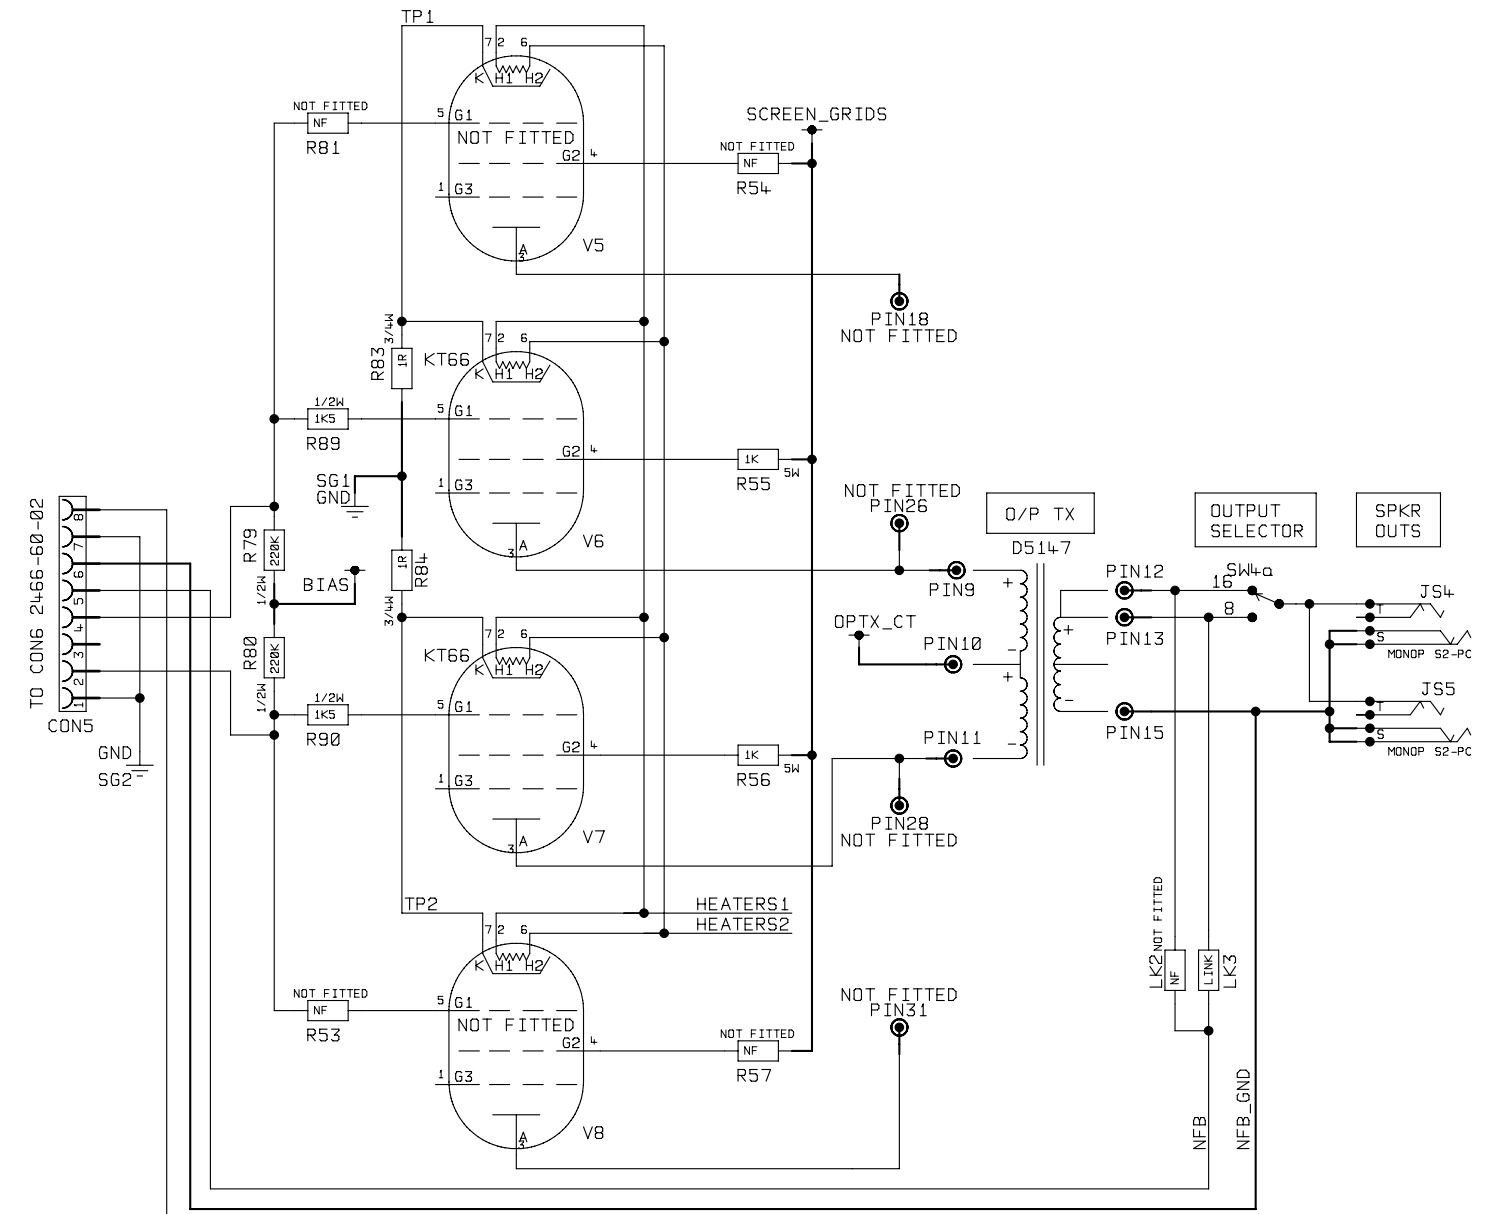 TP1
7 2 6
K H1 H2
NOT FITTED
NF
R81
5 G1
NOT FITTED
G2 4
1 G3
A
3
V5
SCREEN_GRIDS
NOT FITTED
NF
R54
PIN18
NOT FITTED
3/4W
R83
1R
KT66
7 2 6
K H1 H2
1/2W
1K5
R89
5 G1
G2 4
1 G3
3 A
V6
1K
5W
R55
SG1
GND
NOT FITTED
PIN26
O/P TX
D5147
OUTPUT
SELECTOR
SPKR
OUTS
TO CON6 2466-60-02
8
7
6
5
4
3
2
1
CON5
GND
SG2
R79
220K
1/2W
BIAS
R80
220K
1/2W
1R
R84
3/4W
PIN9
OPTX_CT
PIN10
PIN11
+
-
+
-
+
-
PIN12
PIN13
PIN15
SW4a
16
8
JS4
T
S
MONOP S2-PC
JS5
T
S
MONOP S2-PC
KT66
7 2 6
K H1 H2
1/2W
1K5
R90
5 G1
G2 4
1 G3
3 A
V7
1K
5W
R56
PIN28
NOT FITTED
TP2
HEATERS1
HEATERS2
7 2 6
K H1 H2
NOT FITTED
NF
R53
5 G1
NOT FITTED
G2 4
1 G3
A
3
V8
NOT FITTED
NF
R57
NOT FITTED
PIN31
LK2
NOT FITTED
NF
LINK
LK3
NFB
NFB_GND